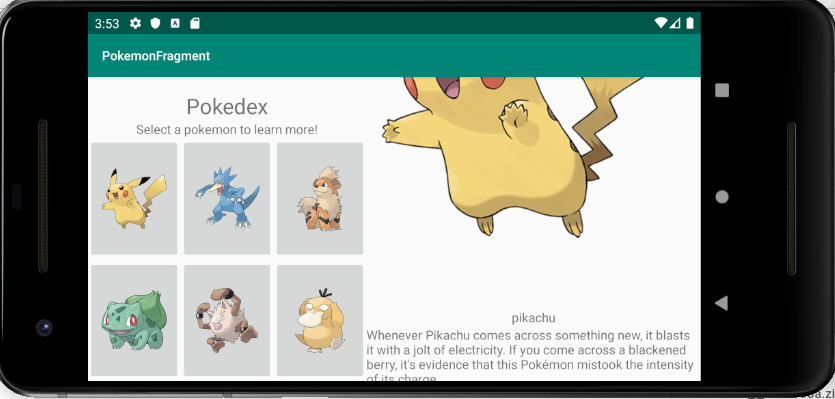 3:53
PokemonFragment
Pokedex
Select a pokemon to learn more!
pikachu
Whenever Pikachu comes across something new, it blasts
it with a jolt of electricity. If you come across a blackened
berry, it's evidence that this Pokémon mistook the intensity
of its charge.